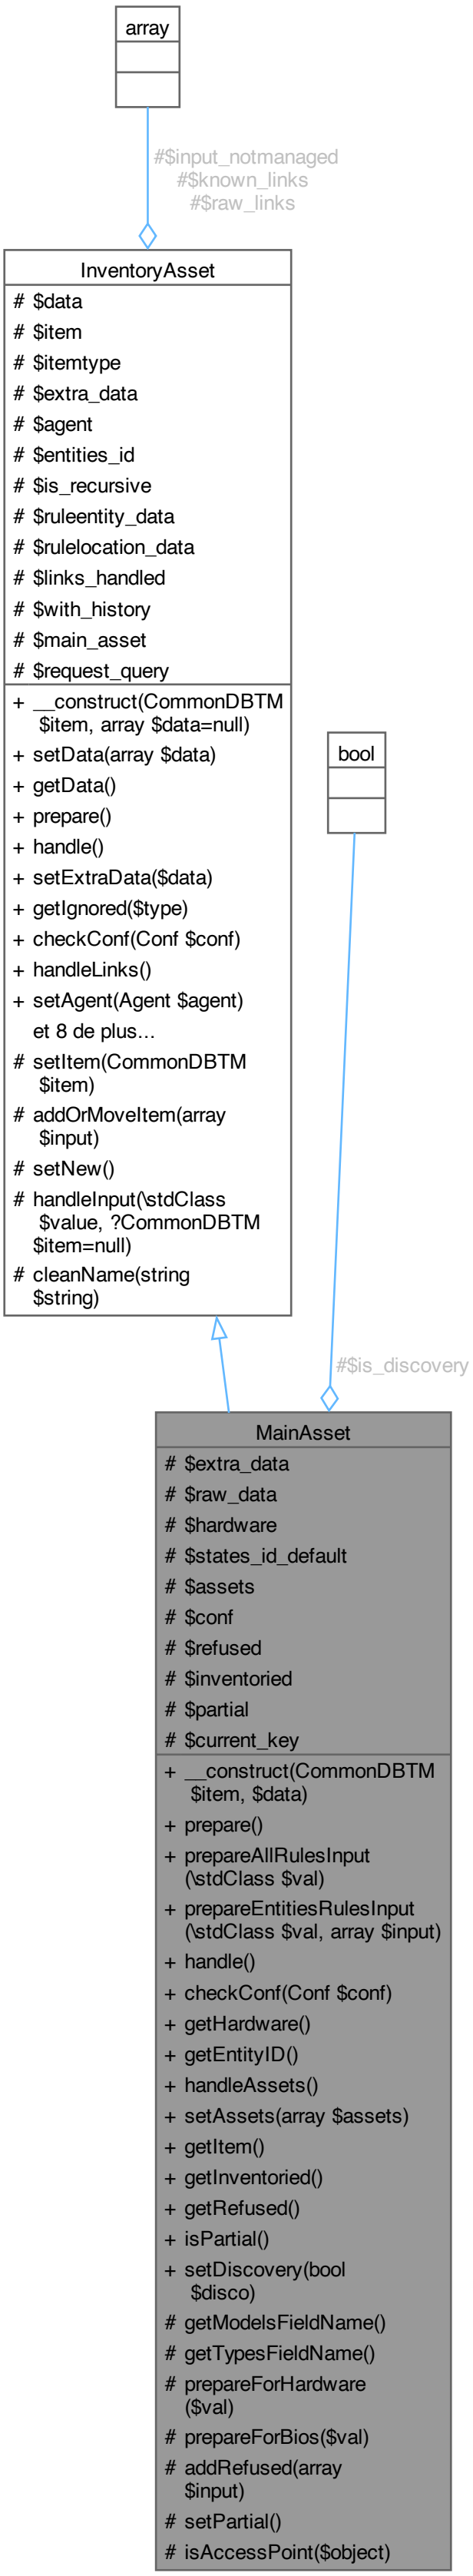 array
#$input_notmanaged
#$known_links
#$raw_links
InventoryAsset
# $data
# $item
# $itemtype
# $extra_data
# $agent
# $entities_id
# $is_recursive
# $ruleentity_data
# $rulelocation_data
# $links_handled
# $with_history
# $main_asset
# $request_query
+ __construct(CommonDBTM
$item, array $data=null)
+ setData(array $data)
+ getData()
+ prepare()
+ handle()
+ setExtraData($data)
+ getIgnored($type)
+ checkConf(Conf $conf)
+ handleLinks()
+ setAgent(Agent $agent)
et 8 de plus...
# setItem(CommonDBTM
$item)
# addOrMoveItem(array
$input)
# setNew()
# handleInput(\stdClass
$value, ?CommonDBTM
$item=null)
# cleanName(string
$string)
bool
#$is_discovery
MainAsset
# $extra_data
# $raw_data
# $hardware
# $states_id_default
# $assets
# $conf
# $refused
# $inventoried
# $partial
# $current_key
+ __construct(CommonDBTM
$item, $data)
+ prepare()
+ prepareAllRulesInput
(\stdClass $val)
+ prepareEntitiesRulesInput
(\stdClass $val, array $input)
+ handle()
+ checkConf(Conf $conf)
+ getHardware()
+ getEntityID()
+ handleAssets()
+ setAssets(array $assets)
+ getItem()
+ getInventoried()
+ getRefused()
+ isPartial()
+ setDiscovery(bool
$disco)
# getModelsFieldName()
# getTypesFieldName()
# prepareForHardware
($val)
# prepareForBios($val)
# addRefused(array
$input)
# setPartial()
# isAccessPoint($object)